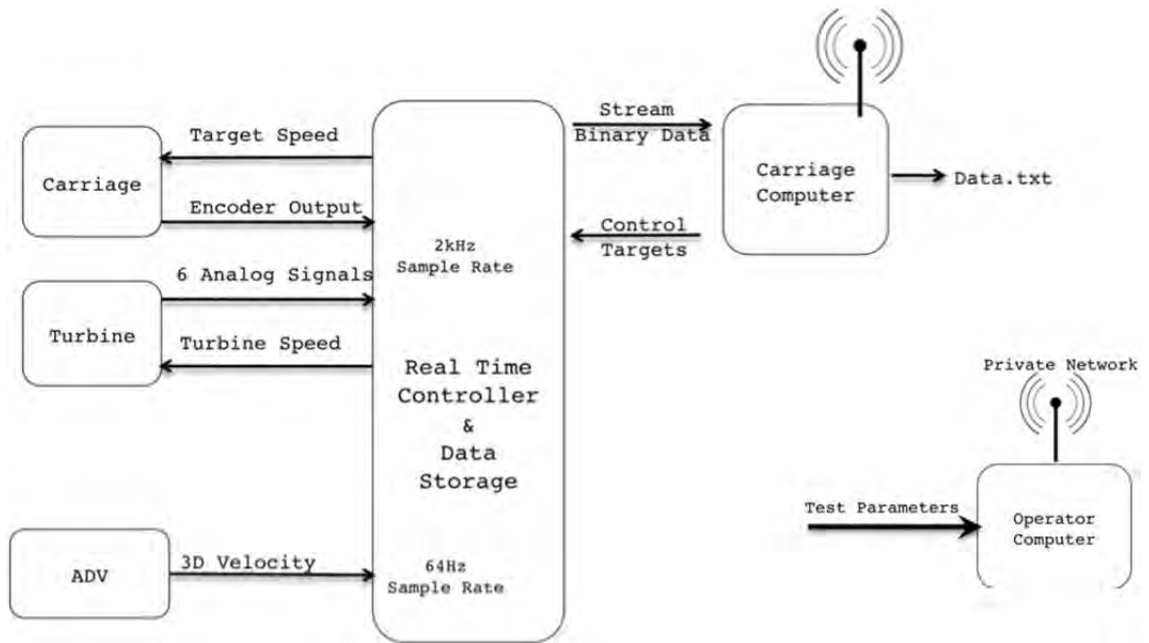 Target Speed
Carriage
Encoder Output
6 Analog Signals
Turbine
Turbine Speed
ADV
3D Velocity
2kHz
Sample Rate
Real Time
Controller
&
Data
Storage
64Hz
Sample Rate
Stream
Binary Data
Control
Targets
Carriage
Computer
Data.txt
Private Network
Test Parameters
Operator
Computer